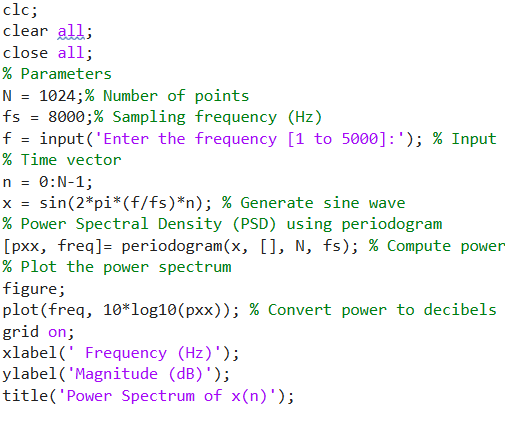 clc;
clear all;
close all;
% Parameters
N = 1024;% Number of points
fs = 8000;% Sampling frequency (Hz)
f = input('Enter the frequency [1 to 5000]:'); % Input
% Time vector
n = 0:N-1;
x = sin(2*pi*(f/fs)*n); % Generate sine wave
% Power Spectral Density (PSD) using periodogram
[pxx, freq]= periodogram(x, [], N, fs); % Compute power
% Plot the power spectrum
figure;
plot(freq, 10*log10(pxx)); % Convert power to decibels
grid on;
xlabel(' Frequency (Hz)');
ylabel('Magnitude (dB)');
title('Power Spectrum of x(n)');